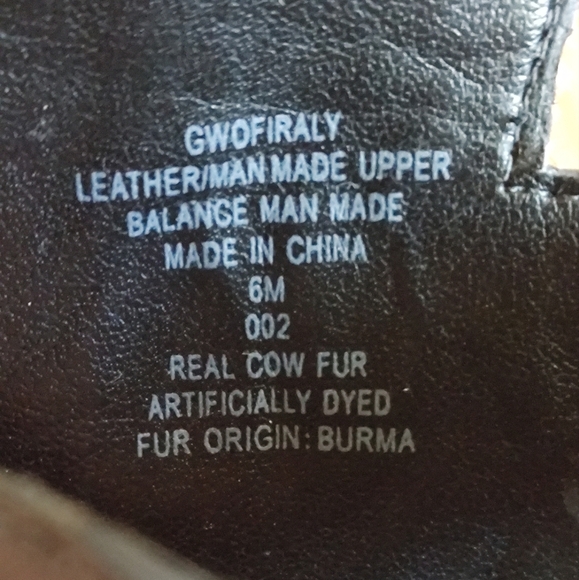 GWOFIRALY
LEATHER/MAN MADE UPPER
BALANCE MAN MADE
MADE IN CHINA
6M
002
REAL COW FUR
ARTIFICIALLY DYED
FUR ORIGIN: BURMA